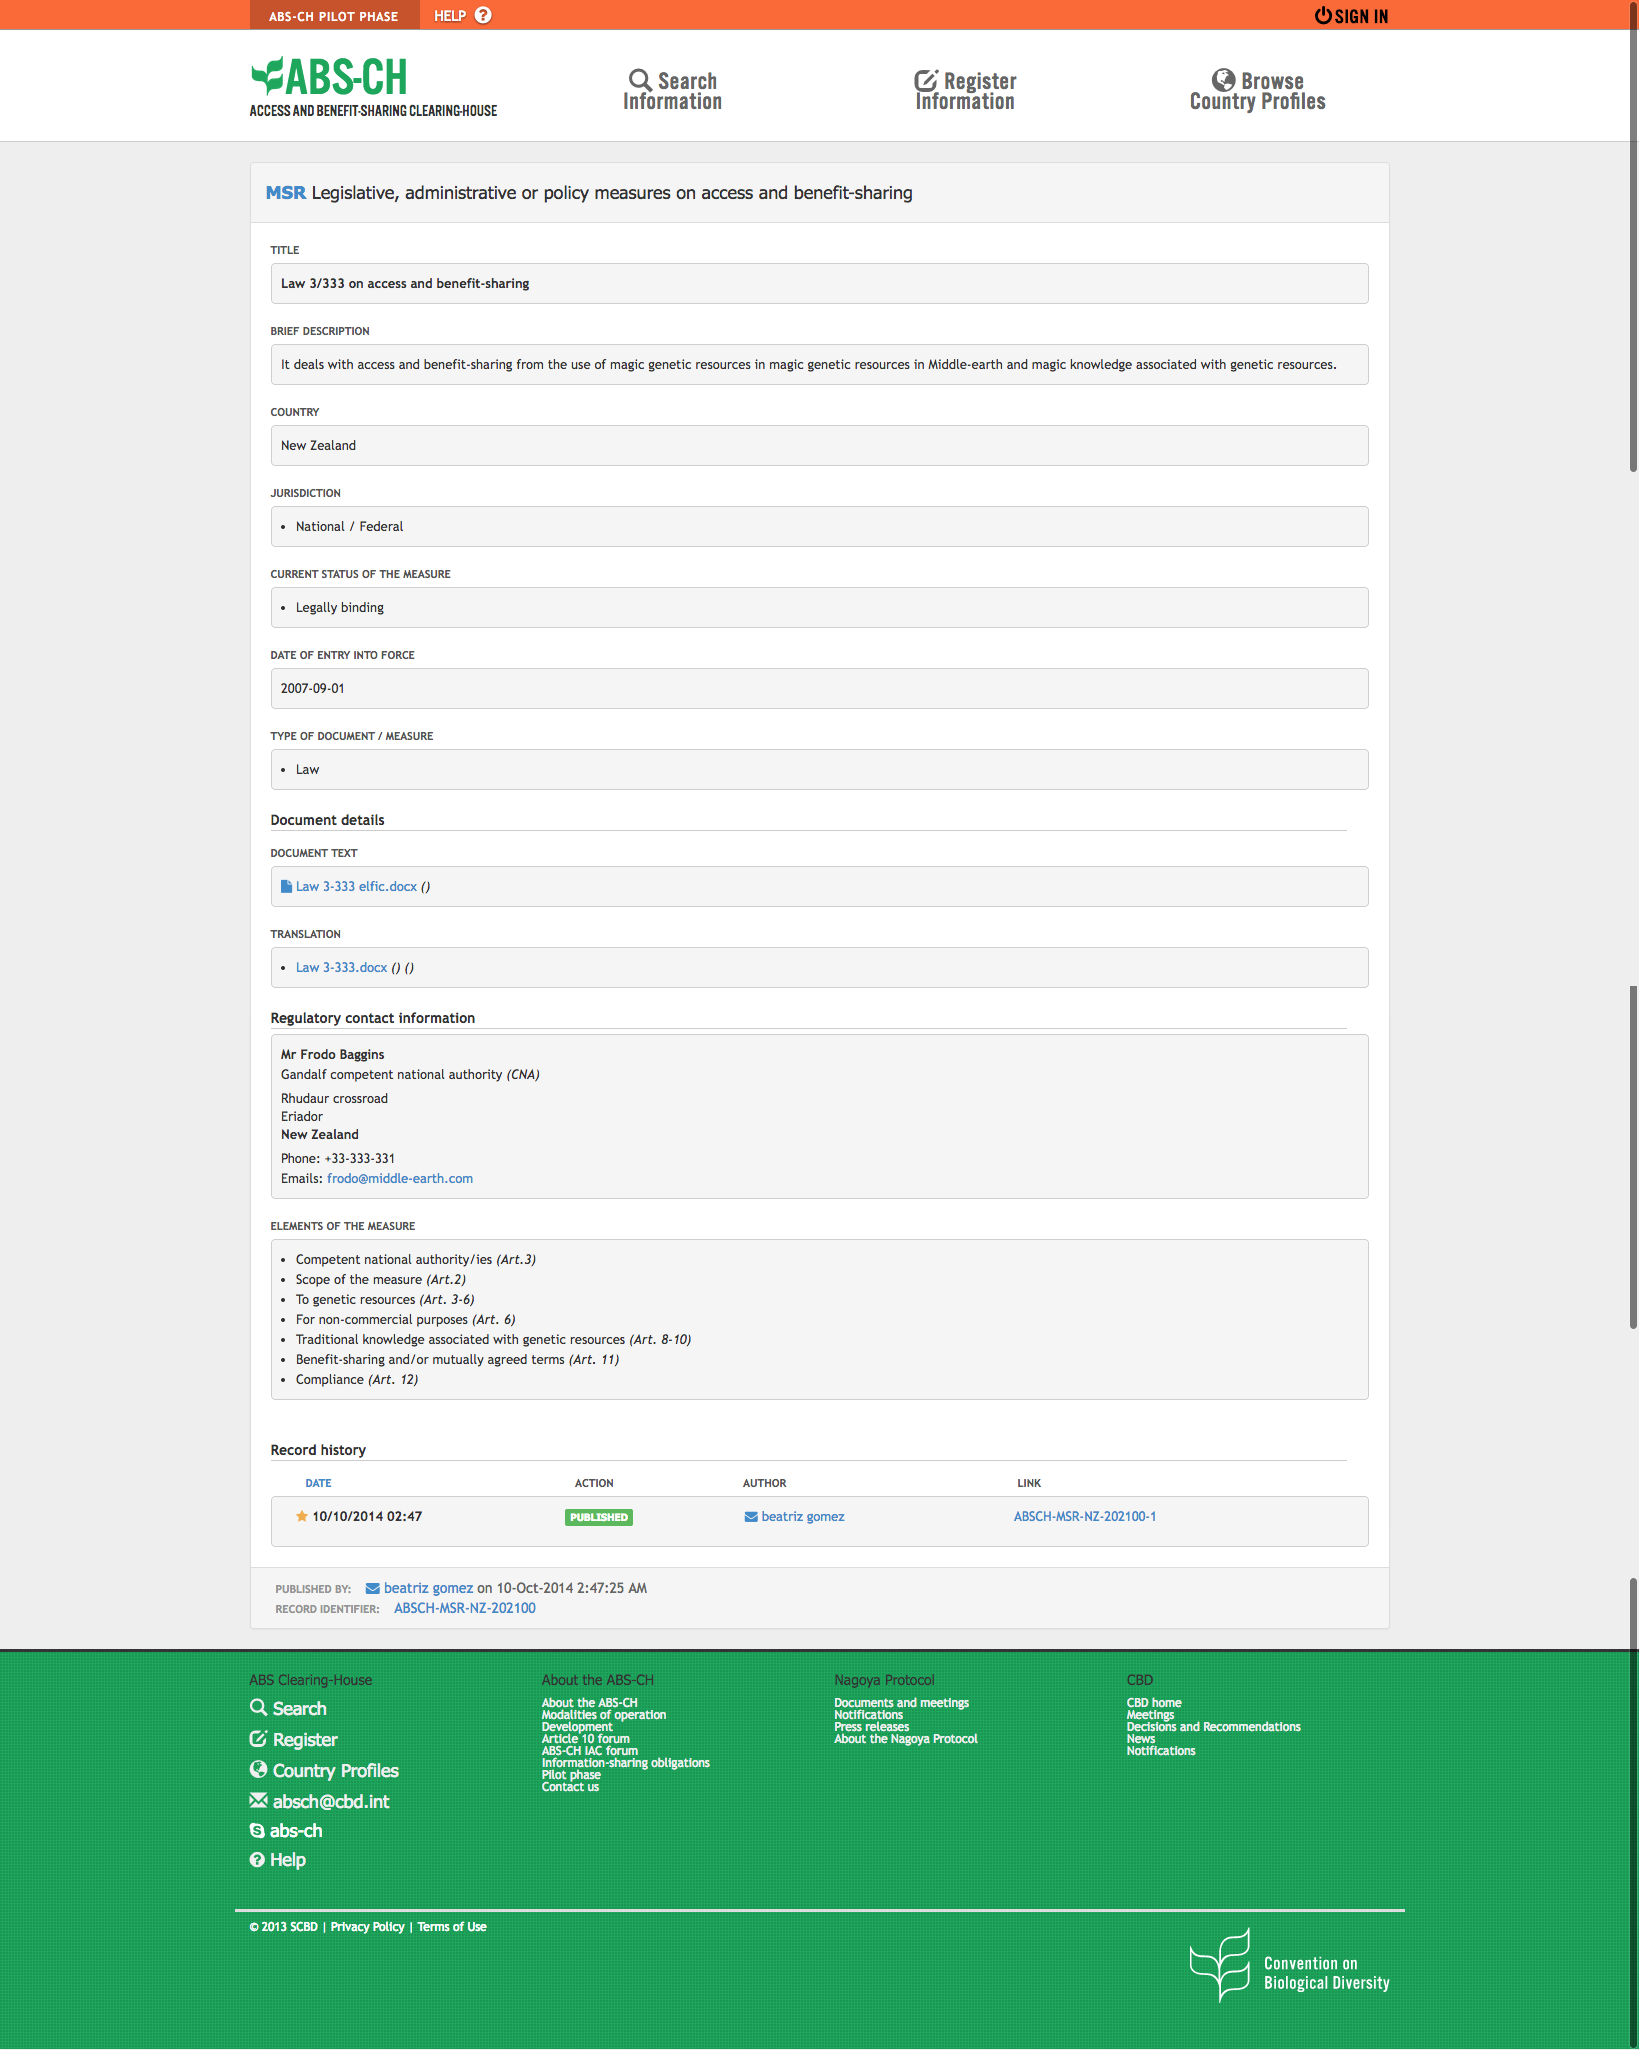 ABS-CH PILOT PHASE HELP SIGN IN
ABS-CH
ACCESS AND BENEFIT-SHARING CLEARING-HOUSE
Search
Information
Register
Information
Browse
Country Profiles
MSR Legislative, administrative or policy measures on access and benefit-sharing
TITLE
Law 3/333 on access and benefit-sharing
BRIEF DESCRIPTION
It deals with access and benefit-sharing from the use of magic genetic resources in magic genetic resources in Middle-earth and magic knowledge associated with genetic resources.
COUNTRY
New Zealand
JURISDICTION
• National / Federal
CURRENT STATUS OF THE MEASURE
• Legally binding
DATE OF ENTRY INTO FORCE
2007-09-01
TYPE OF DOCUMENT / MEASURE
• Law
Document details
DOCUMENT TEXT
Law 3-333 elfic.docx ()
TRANSLATION
• Law 3-333.docx () ()
Regulatory contact information
Mr Frodo Baggins
Gandalf competent national authority (CNA)
Rhudaur crossroad
Eriador
New Zealand
Phone: +33-333-331
Emails: frodo@middle-earth.com
ELEMENTS OF THE MEASURE
• Competent national authority/ies (Art.3)
• Scope of the measure (Art.2)
• To genetic resources (Art. 3-6)
• For non-commercial purposes (Art. 6)
• Traditional knowledge associated with genetic resources (Art. 8-10)
• Benefit-sharing and/or mutually agreed terms (Art. 11)
• Compliance (Art. 12)
Record history
DATE ACTION AUTHOR LINK
10/10/2014 02:47 PUBLISHED beatriz gomez ABSCH-MSR-NZ-202100-1
PUBLISHED BY: beatriz gomez on 10-Oct-2014 2:47:25 AM
RECORD IDENTIFIER: ABSCH-MSR-NZ-202100
ABS Clearing-House
Search
Register
Country Profiles
absch@cbd.int
abs-ch
Help
About the ABS-CH
About the ABS-CH
Modalities of operation
Development
Article 10 forum
ABS-CH IAC forum
Information-sharing obligations
Pilot phase
Contact us
Nagoya Protocol
Documents and meetings
Notifications
Press releases
About the Nagoya Protocol
CBD
CBD home
Meetings
Decisions and Recommendations
News
Notifications
© 2013 SCBD | Privacy Policy | Terms of Use
Convention on
Biological Diversity